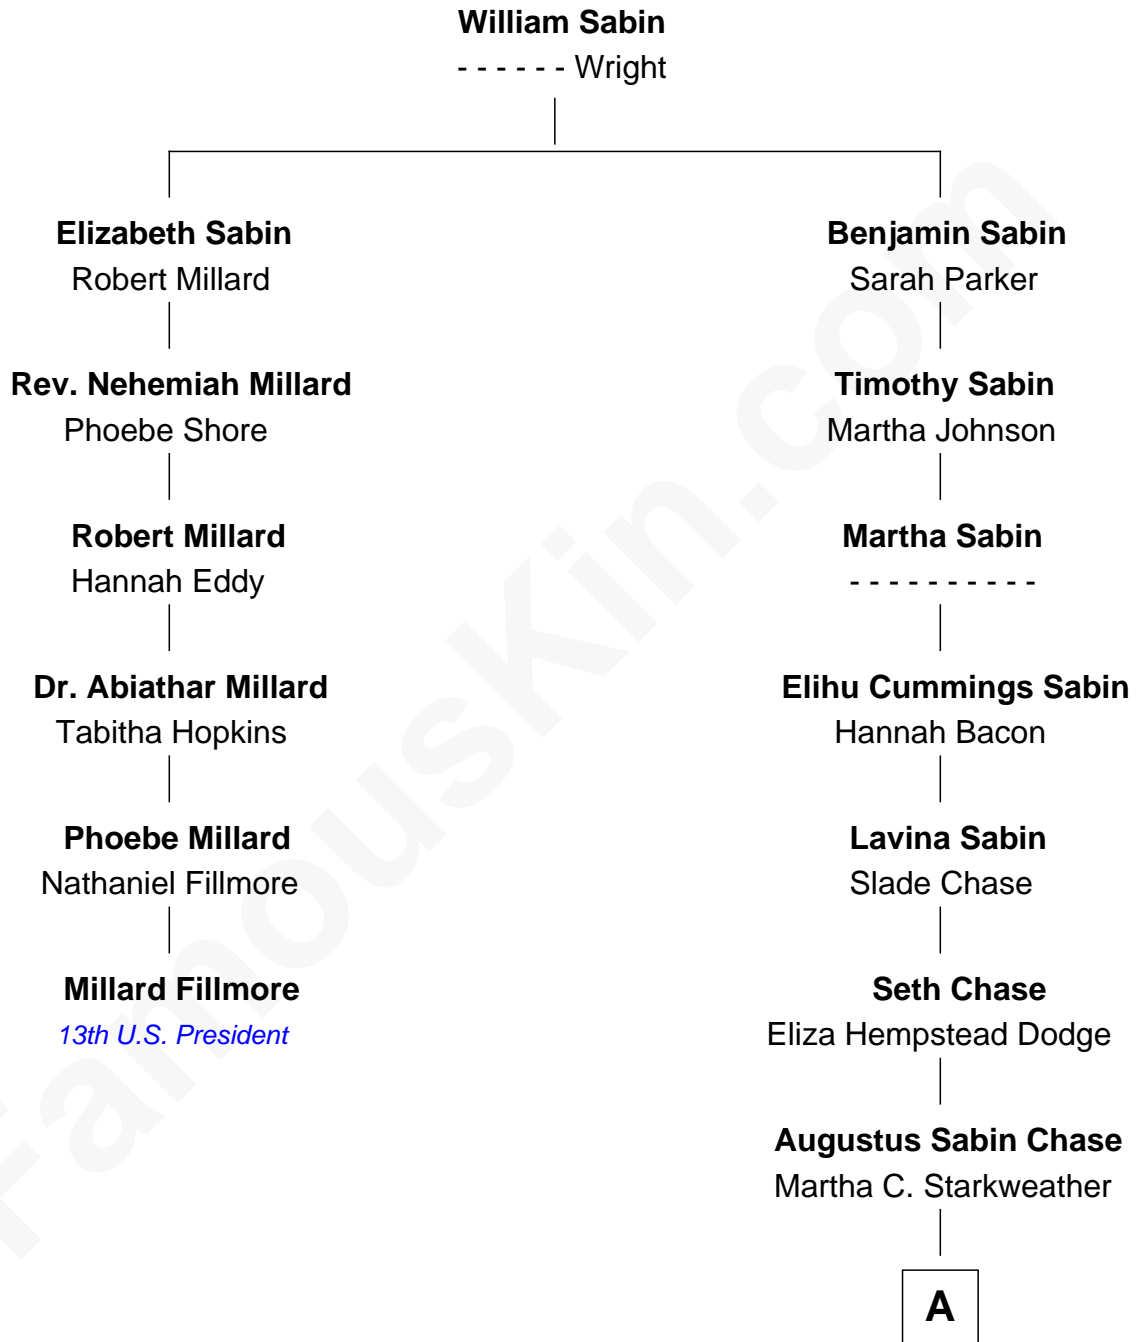 William Sabin
- - - - - - Wright
Elizabeth Sabin
Robert Millard
Benjamin Sabin
Sarah Parker
Rev. Nehemiah Millard
Phoebe Shore
Timothy Sabin
Martha Johnson
Robert Millard
Hannah Eddy
Martha Sabin
- - - - - - - - - -
Dr. Abiathar Millard
Tabitha Hopkins
Elihu Cummings Sabin
Hannah Bacon
Phoebe Millard
Nathaniel Fillmore
Lavina Sabin
Slade Chase
Millard Fillmore
13th U.S. President
Seth Chase
Eliza Hempstead Dodge
Augustus Sabin Chase
Martha C. Starkweather
A
FamousKin.com